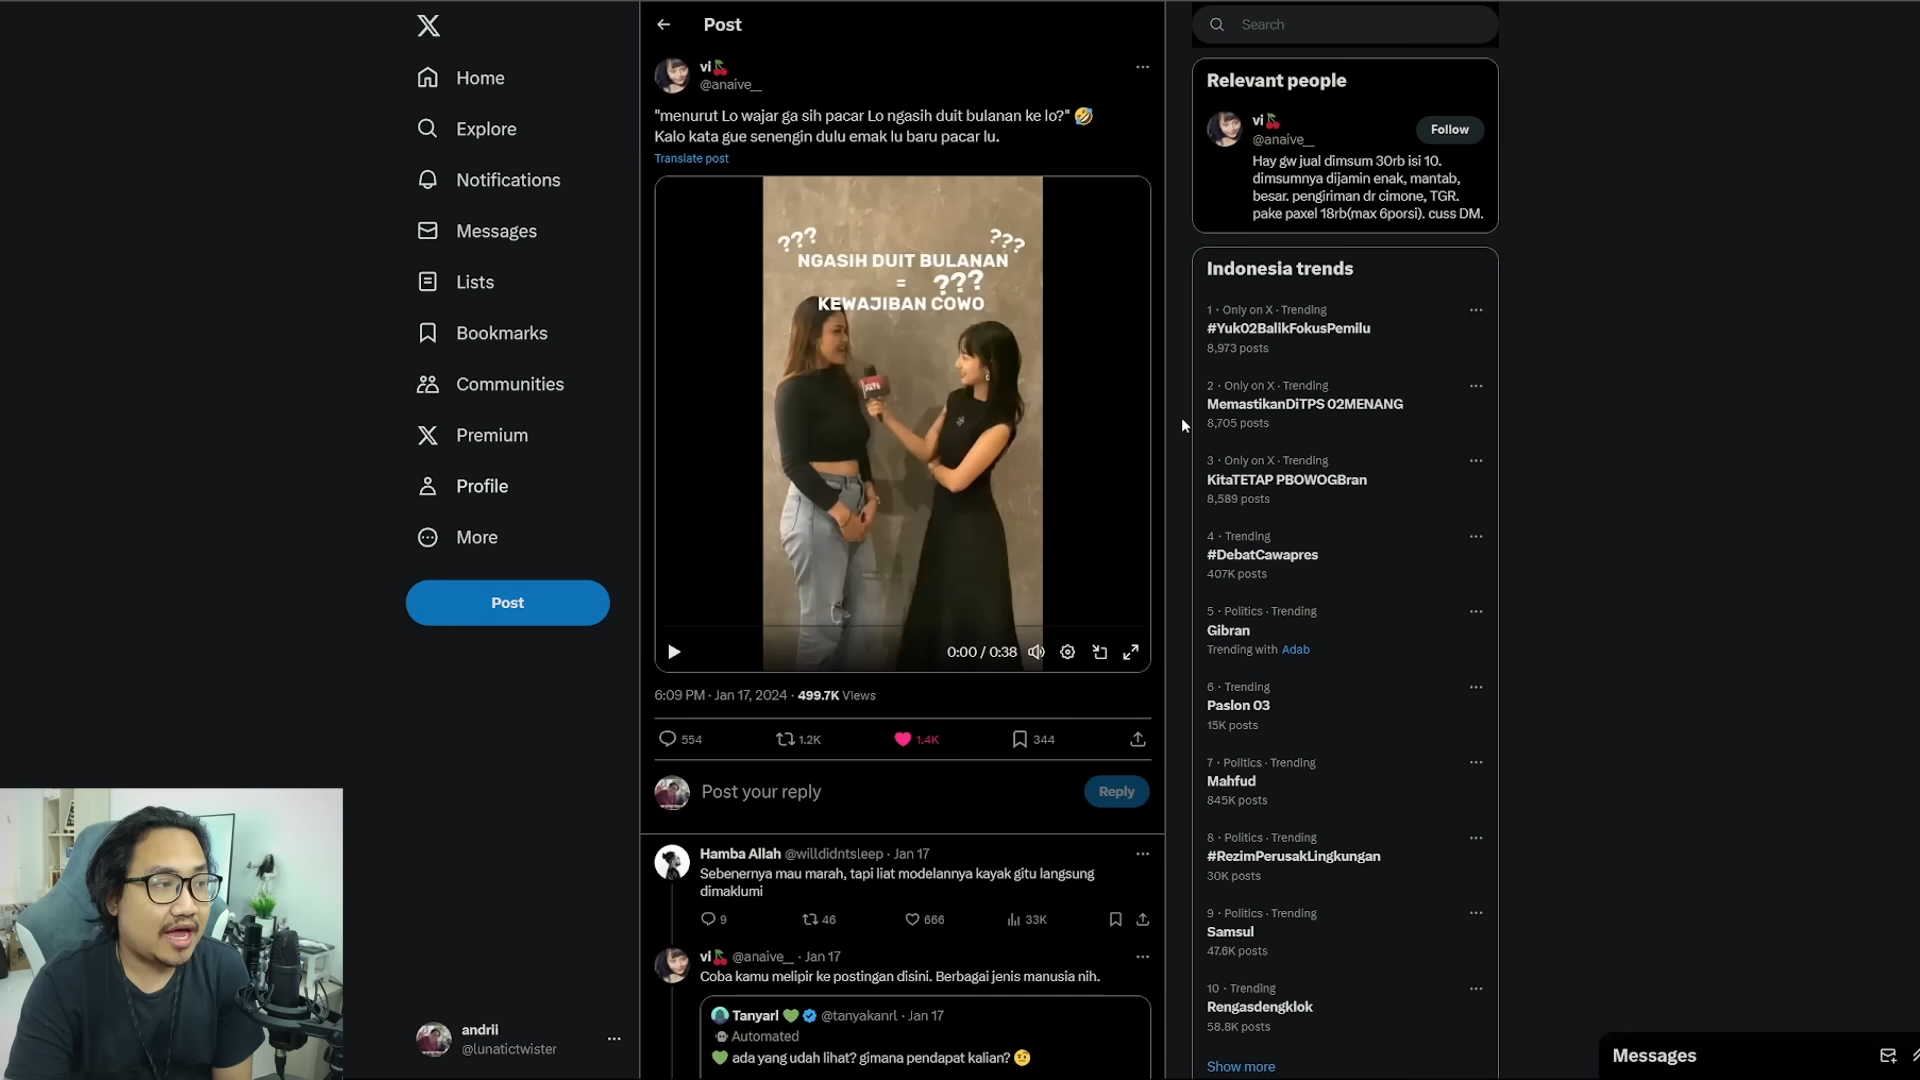 Home
Explore
Notifications
Messages
Lists
Bookmarks
Communities
Premium
Profile
More
Post
andrii
@lunatictwister
Post
vi🍒
@anaive__
"menurut Lo wajar ga sih pacar Lo ngasih duit bulanan ke lo?" 🤣
Kalo kata gue senengin dulu emak lu baru pacar lu.
Translate post
??? ???
NGASIH DUIT BULANAN
= ???
KEWAJIBAN COWO
0:00 / 0:38
6:09 PM · Jan 17, 2024 · 499.7K Views
554 1.2K 1.4K 344
Post your reply
Reply
Hamba Allah @willdidntsleep · Jan 17
Sebenernya mau marah, tapi liat modelannya kayak gitu langsung
dimaklumi
9 46 666 33K
vi🍒 @anaive__ · Jan 17
Coba kamu melipir ke postingan disini. Berbagai jenis manusia nih.
Tanyarl 💚 @tanyakanrl · Jan 17
Automated
💚 ada yang udah lihat? gimana pendapat kalian? 🤨
Search
Relevant people
vi🍒
@anaive__
Follow
Hay gw jual dimsum 30rb isi 10.
dimsumnya dijamin enak, mantab,
besar. pengiriman dr cimone, TGR.
pake paxel 18rb(max 6porsi). cuss DM.
Indonesia trends
1 · Only on X · Trending
#Yuk02BalikFokusPemilu
8,973 posts
2 · Only on X · Trending
MemastikanDiTPS 02MENANG
8,705 posts
3 · Only on X · Trending
KitaTETAP PBOWOGBran
8,589 posts
4 · Trending
#DebatCawapres
407K posts
5 · Politics · Trending
Gibran
Trending with Adab
6 · Trending
Paslon 03
15K posts
7 · Politics · Trending
Mahfud
845K posts
8 · Politics · Trending
#RezimPerusakLingkungan
30K posts
9 · Politics · Trending
Samsul
47.6K posts
10 · Trending
Rengasdengklok
58.8K posts
Show more
Messages